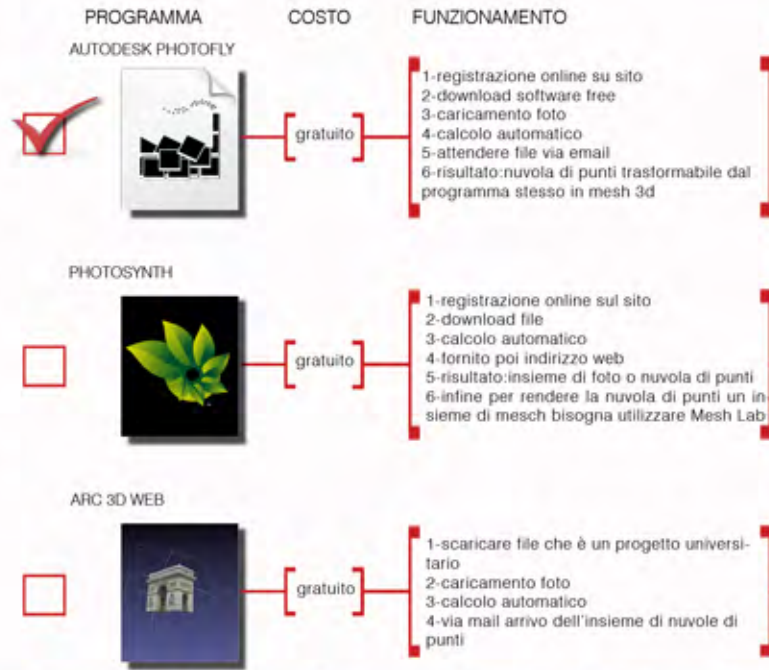 PROGRAMMA COSTO FUNZIONAMENTO
AUTODESK PHOTOFLY
gratuito
1-registrazione online su sito
2-download software free
3-caricamento foto
4-calcolo automatico
5-attendere file via email
6-risultato:nuvola di punti trasformabile dal
programma stesso in mesh 3d
PHOTOSYNTH
gratuito
1-registrazione online sul sito
2-download file
3-calcolo automatico
4-fornito poi indirizzo web
5-risultato:insieme di foto o nuvola di punti
6-infine per rendere la nuvola di punti un in-
sieme di mesch bisogna utilizzare Mesh Lab
ARC 3D WEB
gratuito
1-scaricare file che è un progetto universi-
tario
2-caricamento foto
3-calcolo automatico
4-via mail arrivo dell'insieme di nuvole di
punti